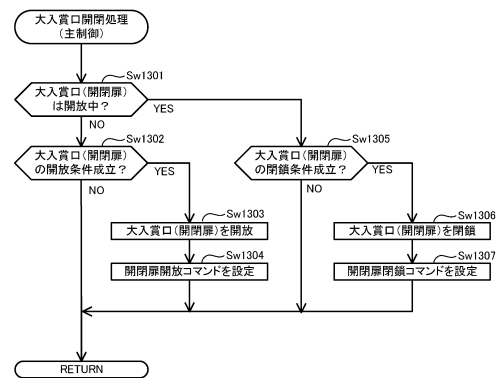 大入賞口開閉処理
(主制御)
Sw1301
大入賞口(開閉扉)
は開放中?
YES
NO
Sw1302
大入賞口(開閉扉)
の開放条件成立?
YES
NO
Sw1305
大入賞口(開閉扉)
の閉鎖条件成立?
YES
NO
Sw1303
大入賞口(開閉扉)を開放
Sw1304
開閉扉開放コマンドを設定
Sw1306
大入賞口(開閉扉)を閉鎖
Sw1307
開閉扉閉鎖コマンドを設定
RETURN